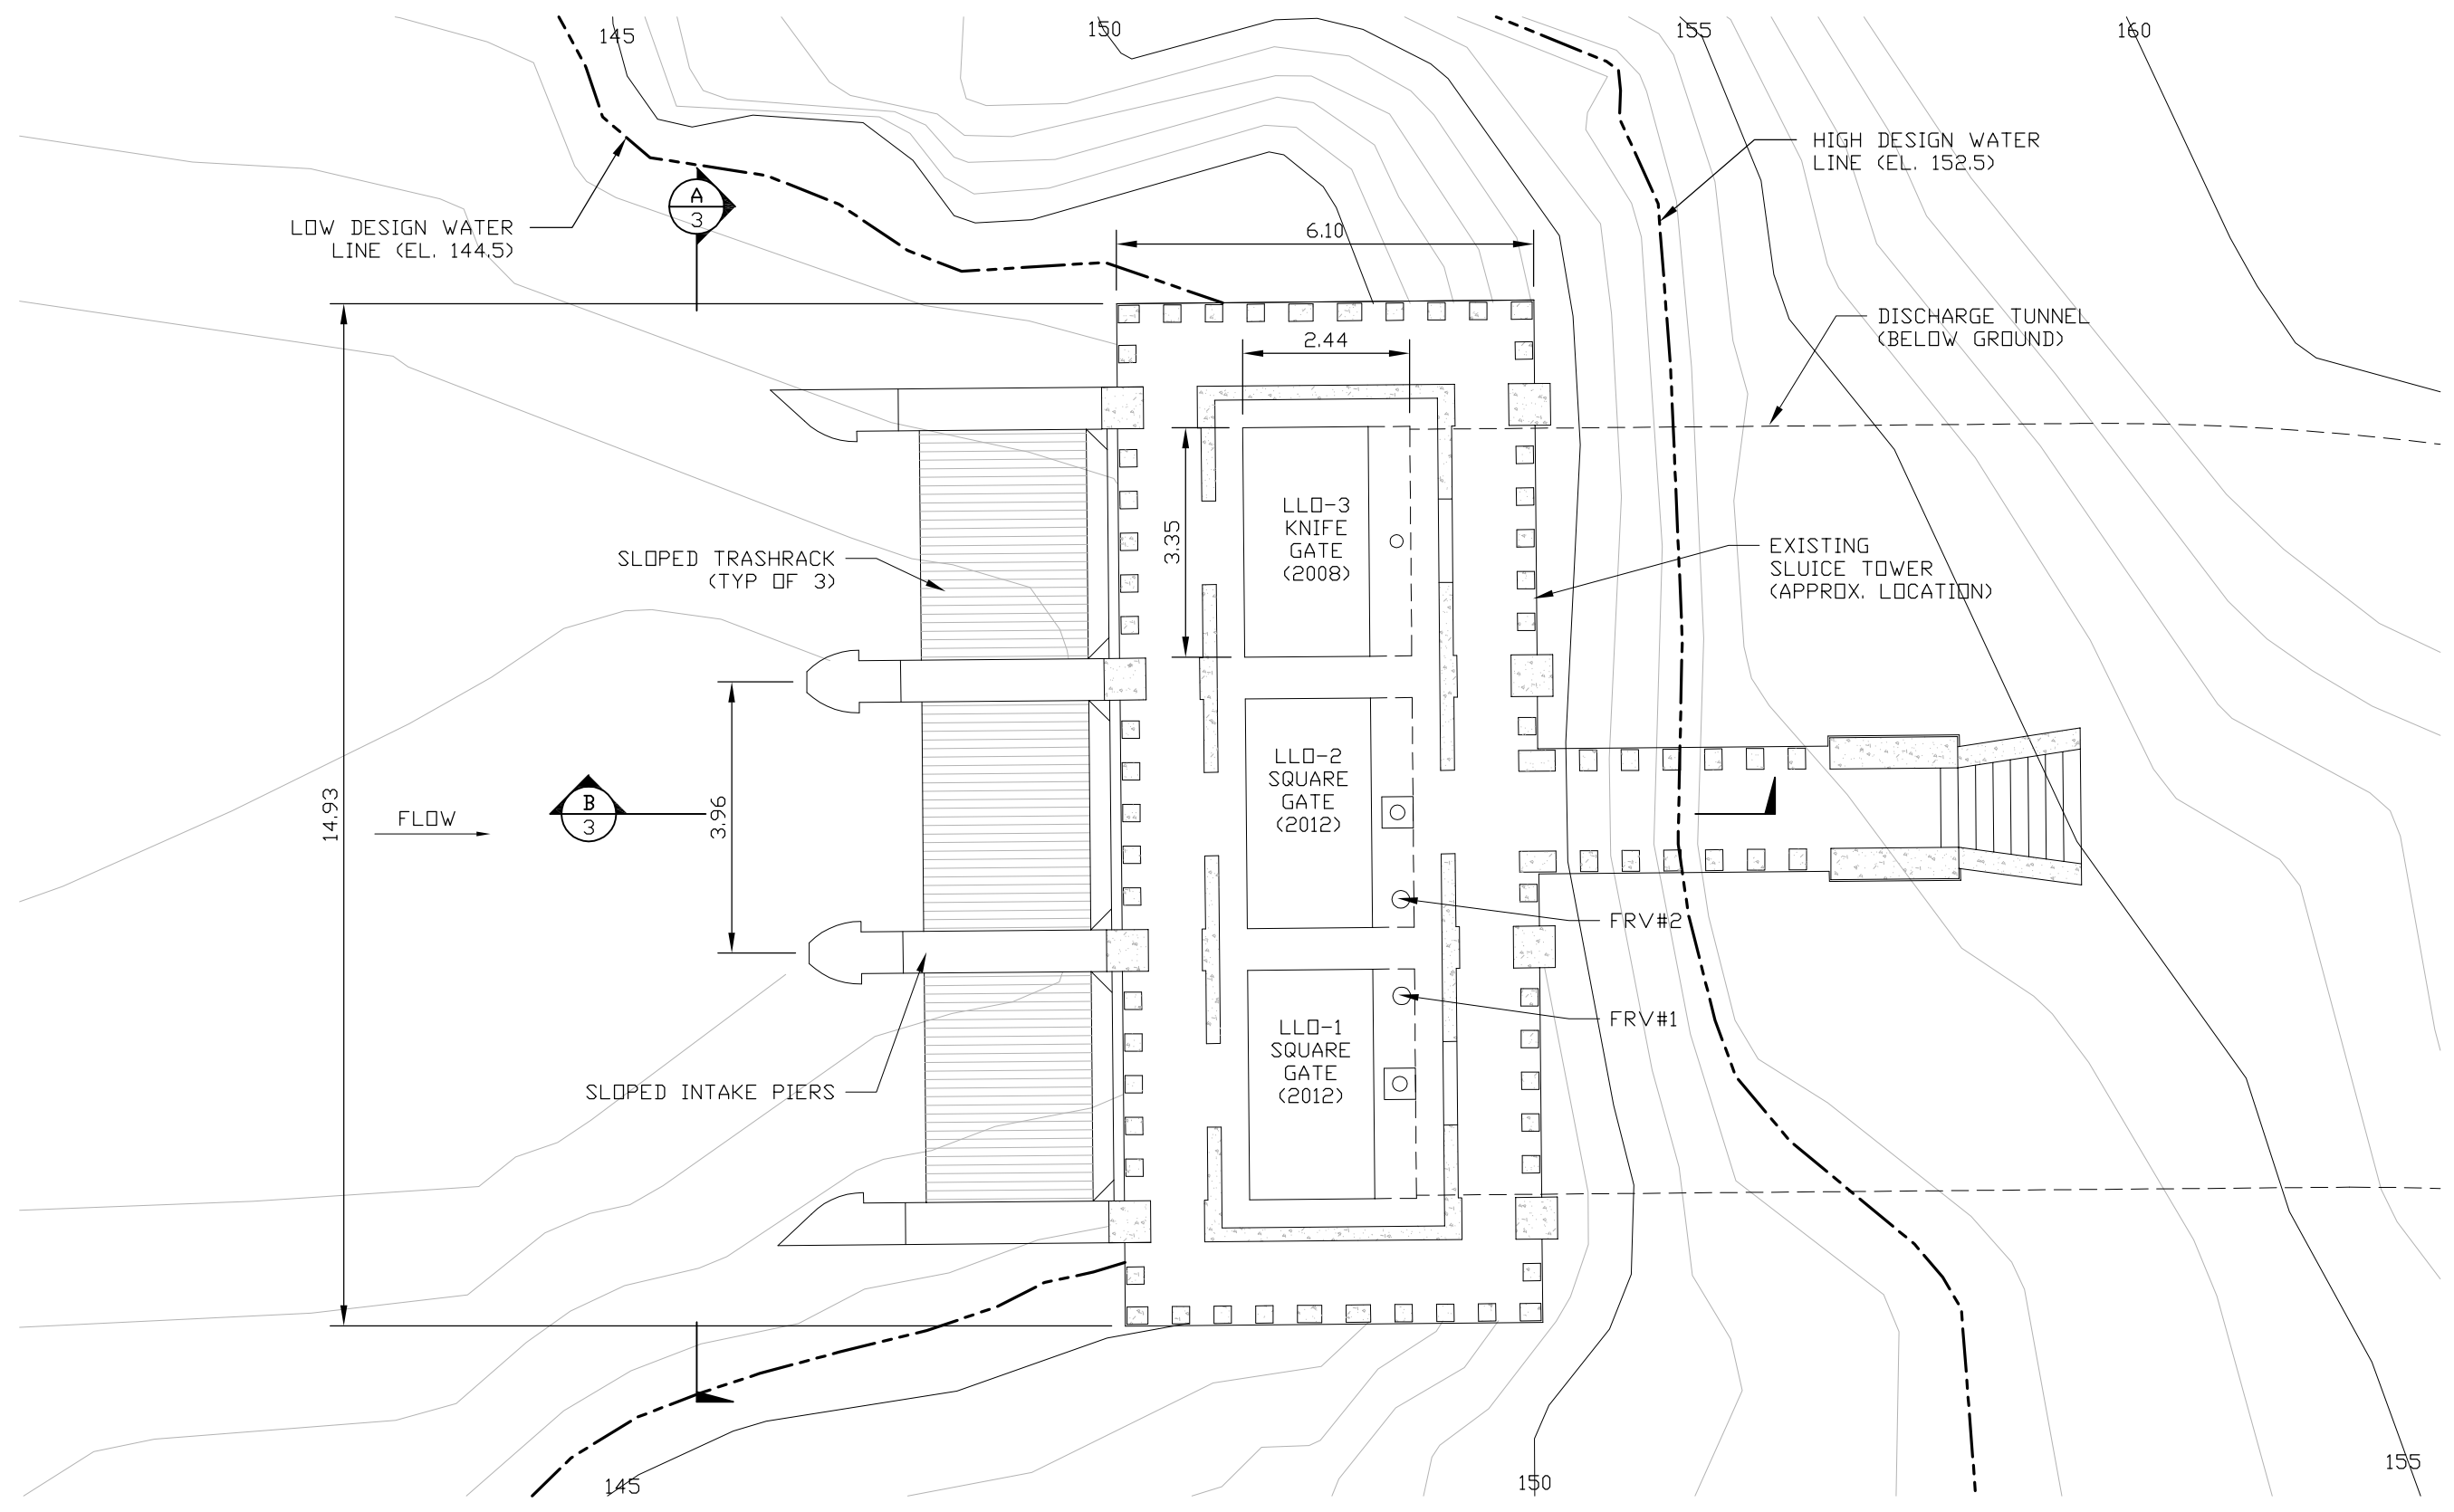 145
150
155
160
HIGH DESIGN WATER
LINE (EL. 152.5)
A
3
LOW DESIGN WATER
LINE (EL. 144.5)
6.10
DISCHARGE TUNNEL
(BELOW GROUND)
2.44
3.35
LLO-3
KNIFE
GATE
(2008)
SLOPED TRASHRACK
(TYP OF 3)
EXISTING
SLUICE TOWER
(APPROX. LOCATION)
LLO-2
SQUARE
GATE
(2012)
14.93
FLOW
B
3
3.96
FRV#2
FRV#1
LLO-1
SQUARE
GATE
(2012)
SLOPED INTAKE PIERS
145
150
155